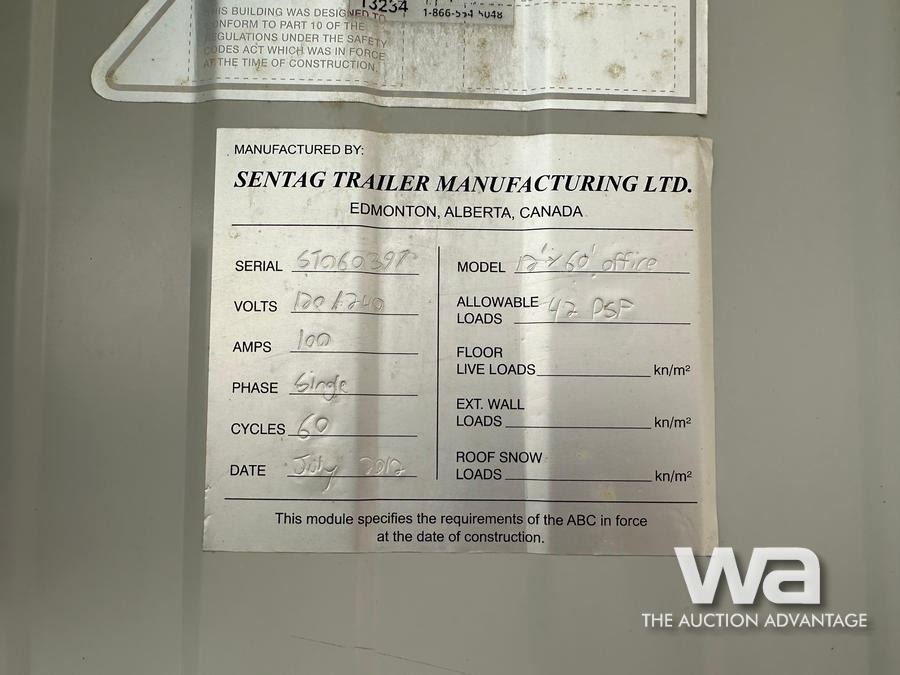 13234
1-866-554 5048
THIS BUILDING WAS DESIGNED TO
CONFORM TO PART 10 OF THE
REGULATIONS UNDER THE SAFETY
CODES ACT WHICH WAS IN FORCE
AT THE TIME OF CONSTRUCTION.
MANUFACTURED BY:
SENTAG TRAILER MANUFACTURING LTD.
EDMONTON, ALBERTA, CANADA
SERIAL
VOLTS 120/240
AMPS 100
PHASE Single
CYCLES 60
DATE July 2012
MODEL 12'x60' office
ALLOWABLE
LOADS 42 PSF
FLOOR
LIVE LOADS kn/m²
EXT. WALL
LOADS kn/m²
ROOF SNOW
LOADS kn/m²
This module specifies the requirements of the ABC in force
at the date of construction.
wa
THE AUCTION ADVANTAGE